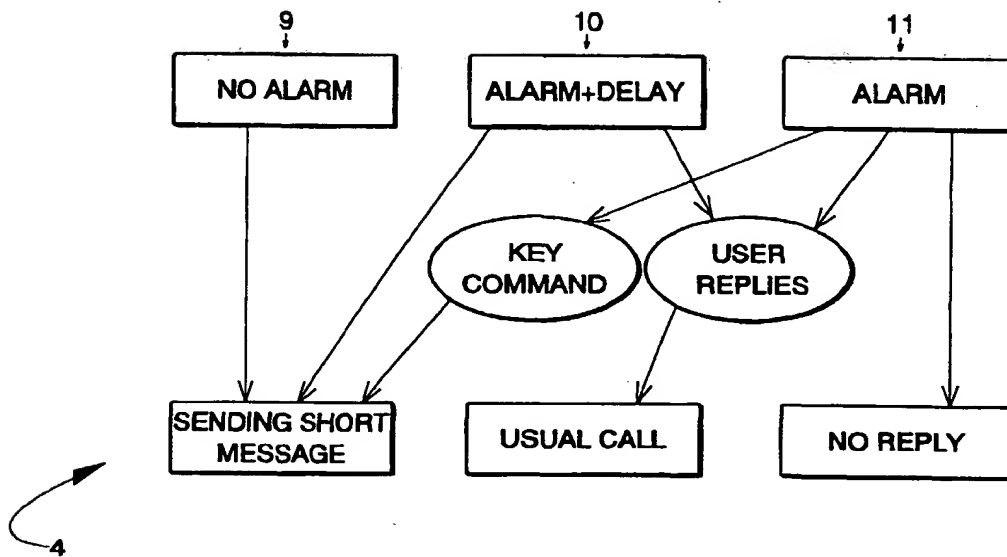 9
10
11
NO ALARM
ALARM+DELAY
ALARM
KEY
COMMAND
USER
REPLIES
SENDING SHORT
MESSAGE
USUAL CALL
NO REPLY
4